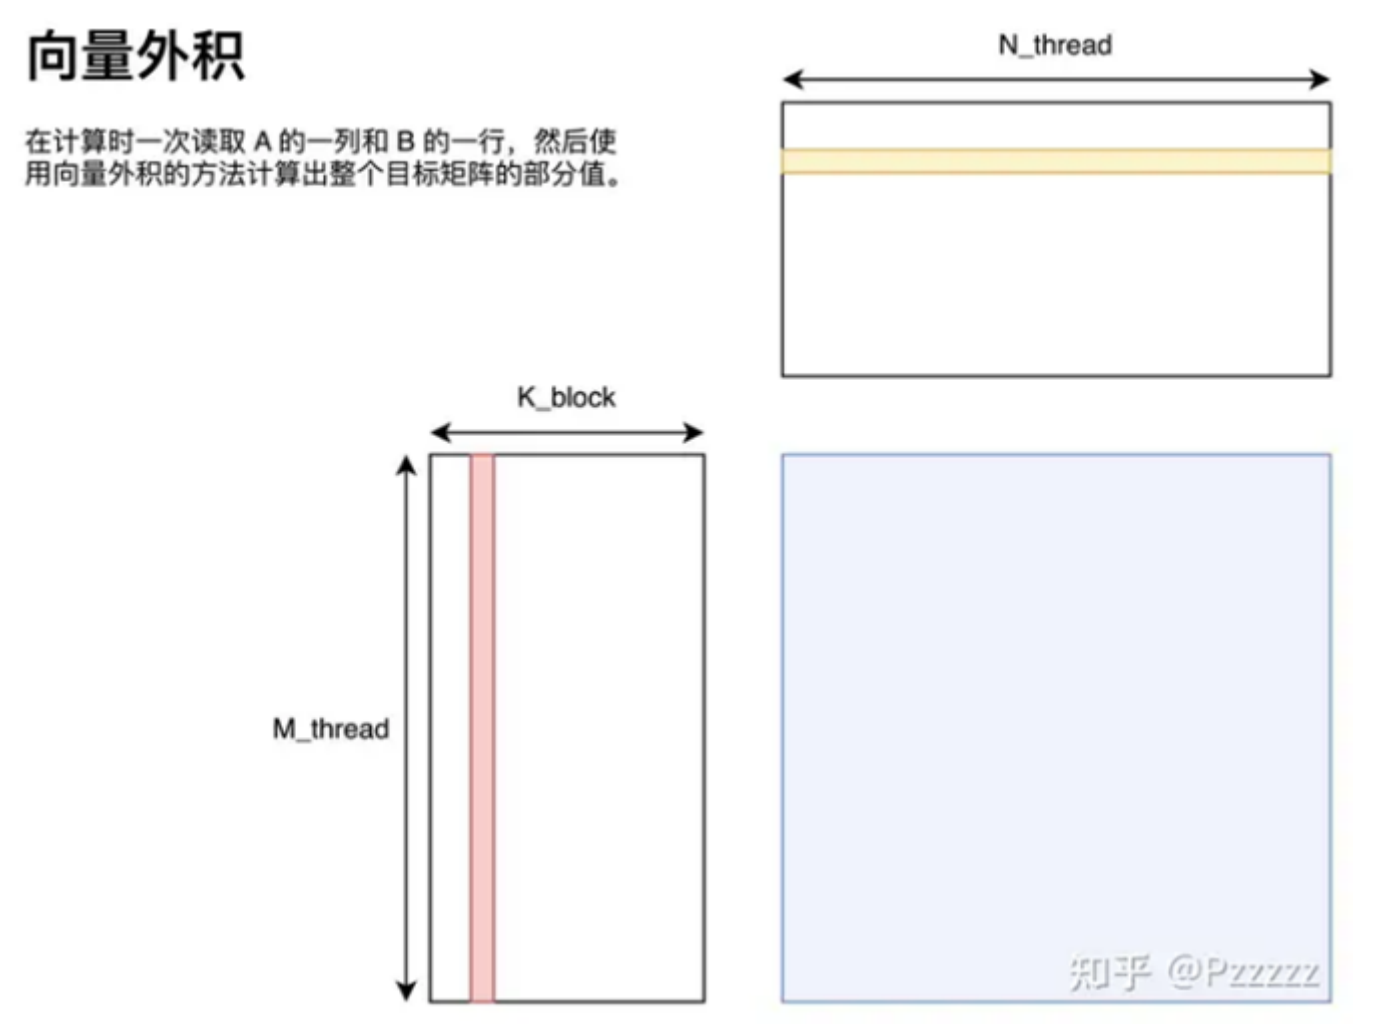 向量外积
在计算时一次读取 A 的一列和 B 的一行，然后使
用向量外积的方法计算出整个目标矩阵的部分值。
N_thread
K_block
M_thread
知乎 @Pzzzzz